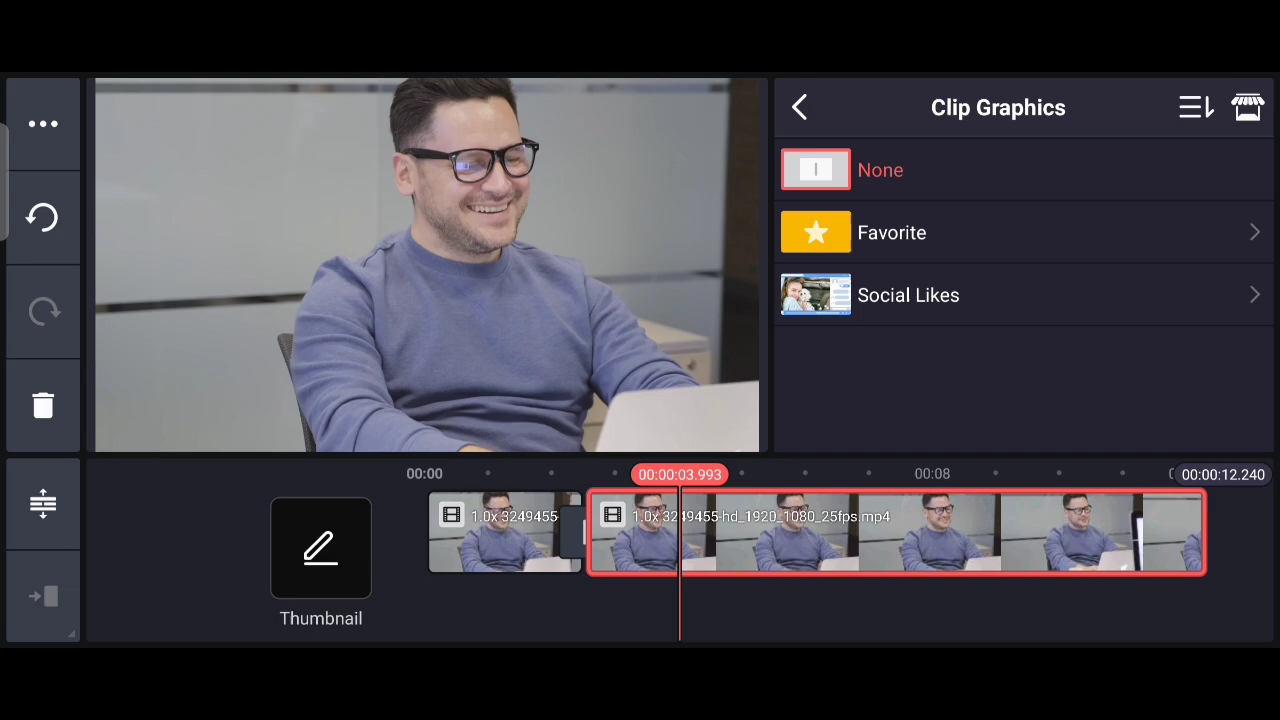 Clip Graphics
None
Favorite
Social Likes
00:00
00:00:03.993
00:08
00:00:12.240
1.0x 3249455-
1.0x 3249455-hd_1920_1080_25fps.mp4
Thumbnail